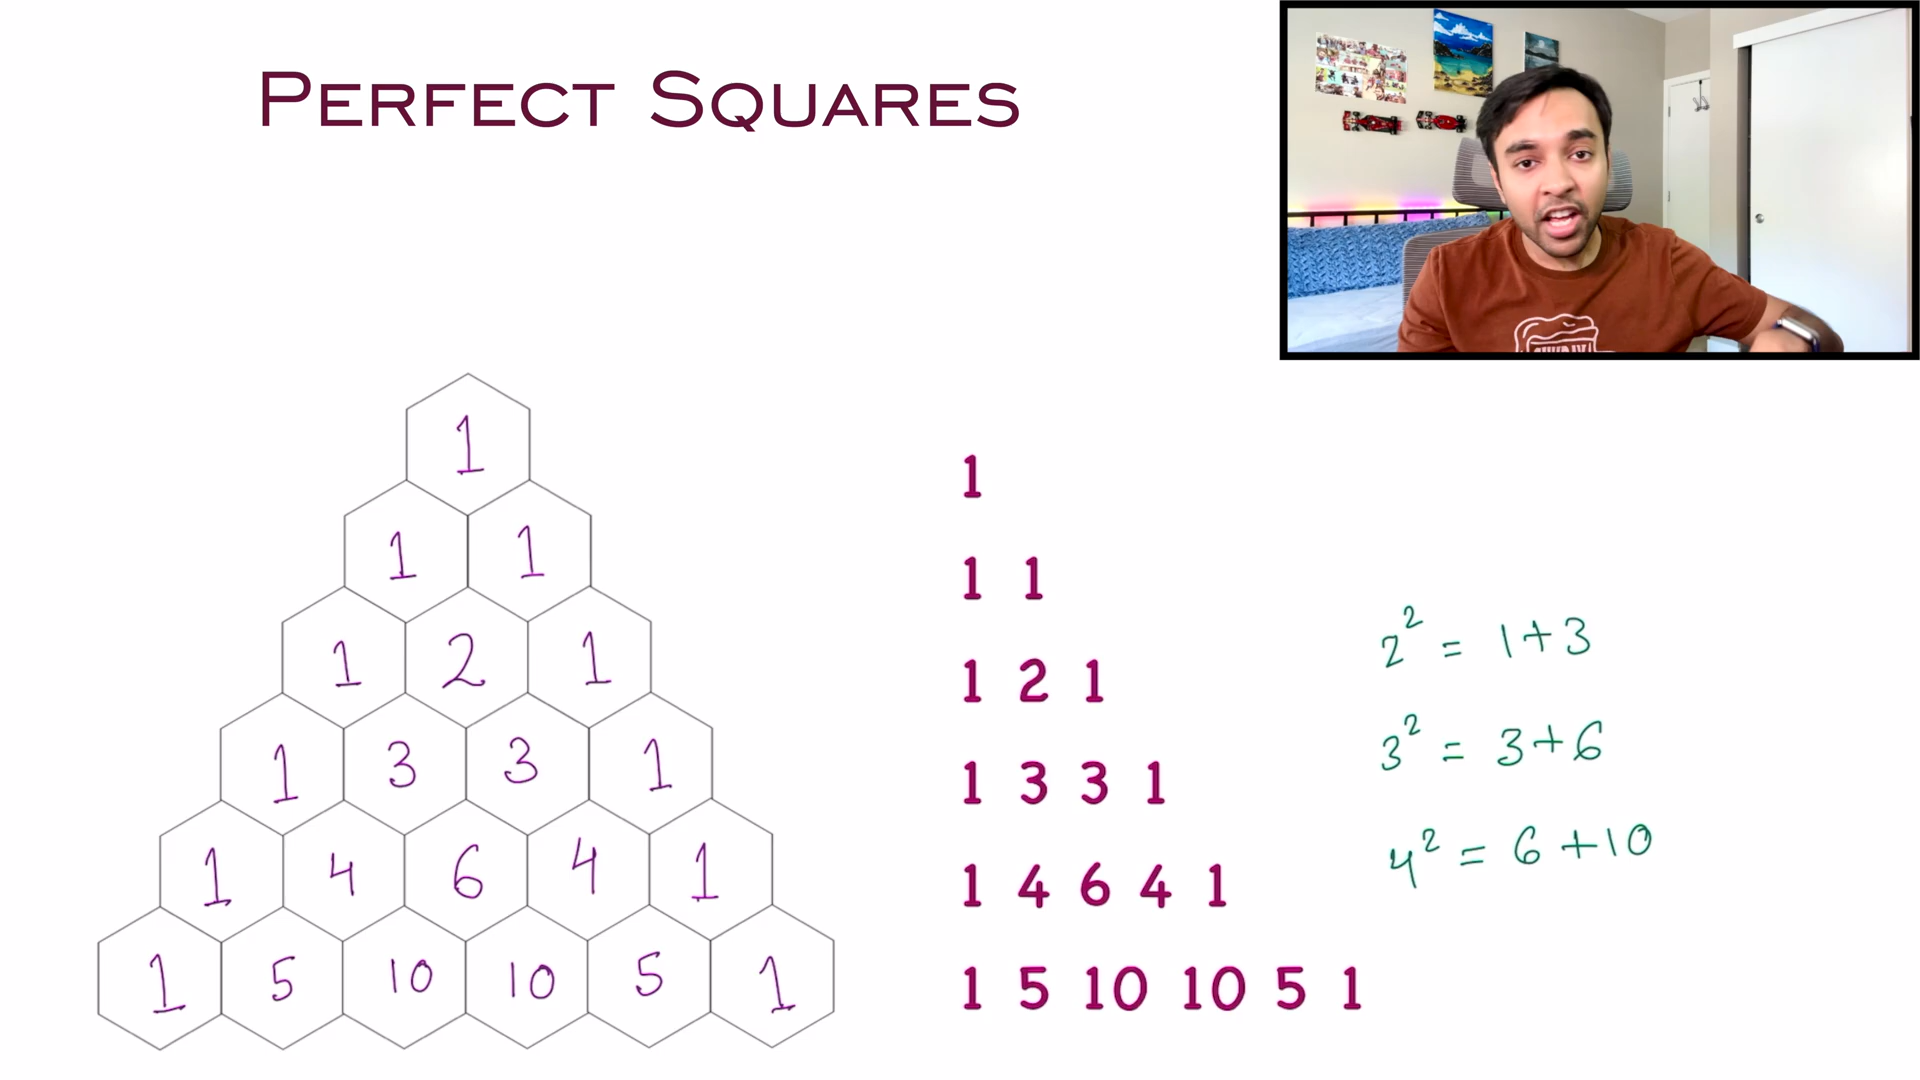 PERFECT SQUARES
1
1 1
1 2 1
1 3 3 1
1 4 6 4 1
1 5 10 10 5 1
1
1 1
1 2 1
1 3 3 1
1 4 6 4 1
1 5 10 10 5 1
2² = 1+3
3² = 3+6
4² = 6+10